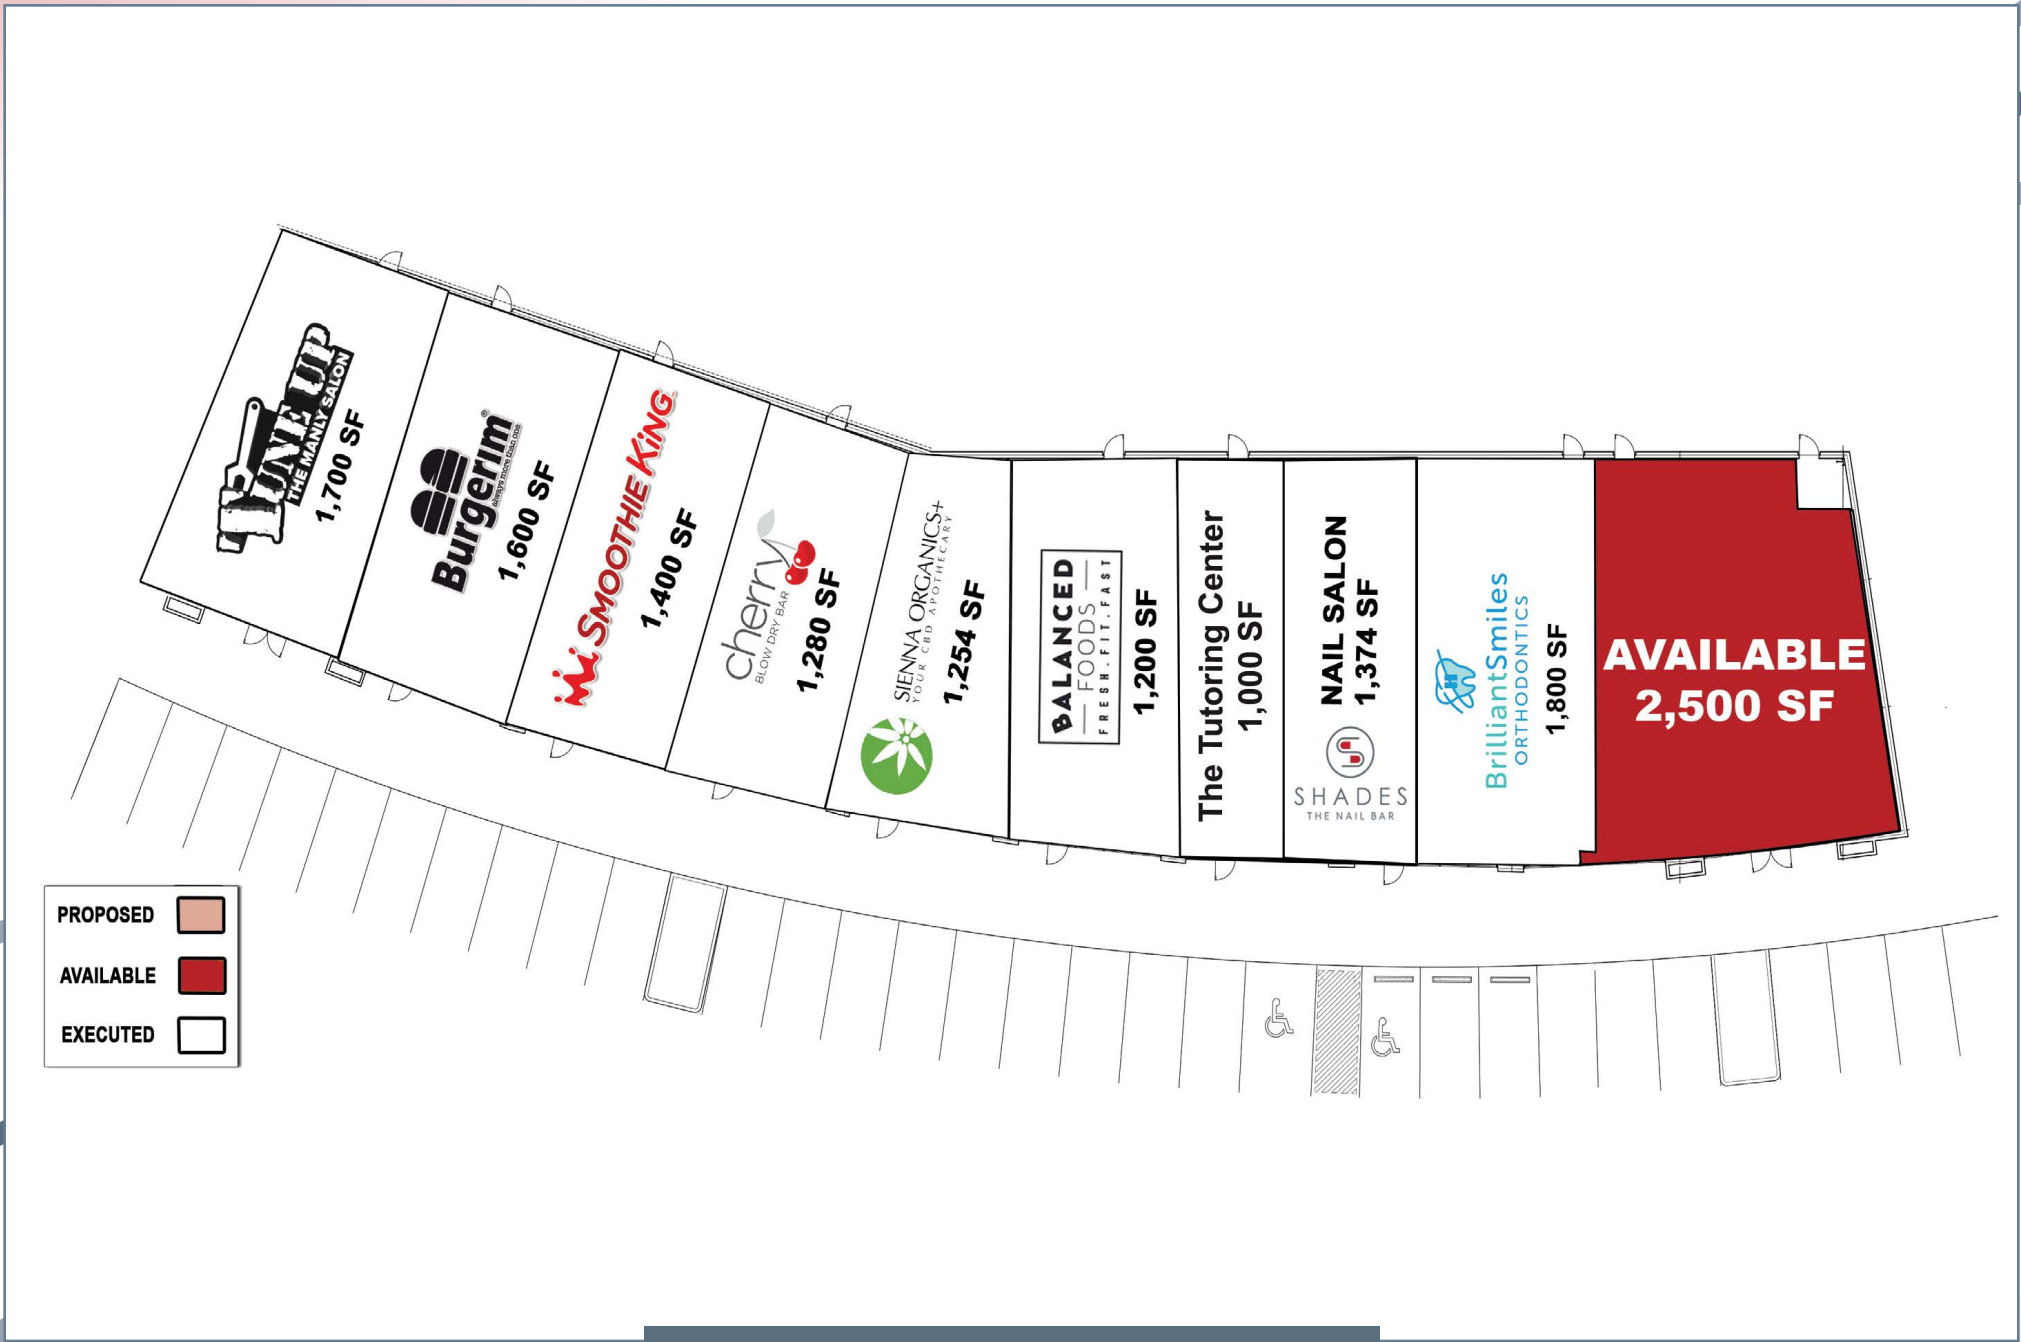 TUNE UP
THE MANLY SALON
1,700 SF
Burgerim®
always more than one
1,600 SF
SMOOTHIE KING
1,400 SF
cherry
BLOW DRY BAR
1,280 SF
SIENNA ORGANICS+
YOUR CBD APOTHECARY
1,254 SF
BALANCED
FOODS
FRESH.FIT.FAST
1,200 SF
The Tutoring Center
1,000 SF
NAIL SALON
1,374 SF
SHADES
THE NAIL BAR
BrilliantSmiles
ORTHODONTICS
1,800 SF
AVAILABLE
2,500 SF
PROPOSED
AVAILABLE
EXECUTED